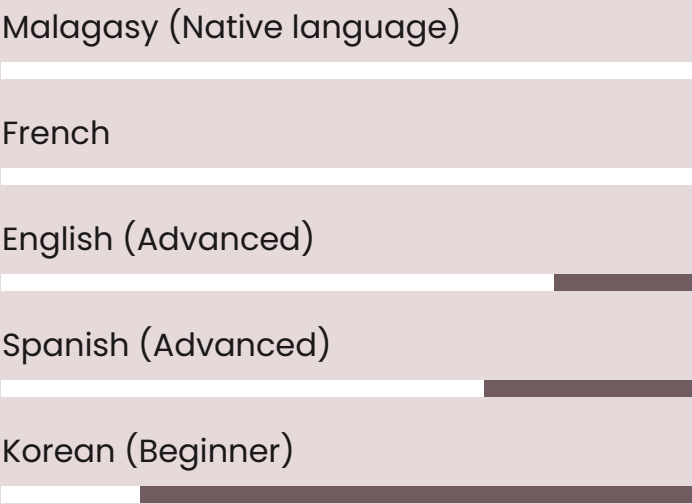 Malagasy (Native language)
French
English (Advanced)
Spanish (Advanced)
Korean (Beginner)